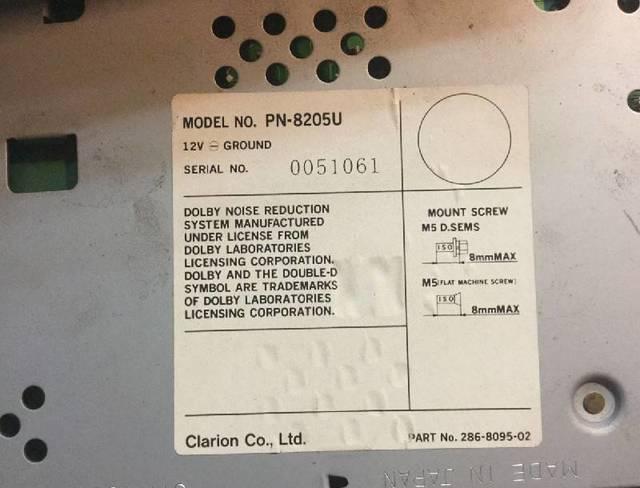 MODEL NO. PN-8205U
12V ⊖ GROUND
SERIAL NO. 0051061
DOLBY NOISE REDUCTION
SYSTEM MANUFACTURED
UNDER LICENSE FROM
DOLBY LABORATORIES
LICENSING CORPORATION.
DOLBY AND THE DOUBLE-D
SYMBOL ARE TRADEMARKS
OF DOLBY LABORATORIES
LICENSING CORPORATION.
MOUNT SCREW
M5 D.SEMS
ISO
8mmMAX
M5(FLAT MACHINE SCREW)
ISO
8mmMAX
Clarion Co., Ltd.
PART No. 286-8095-02
MADE IN JAPAN